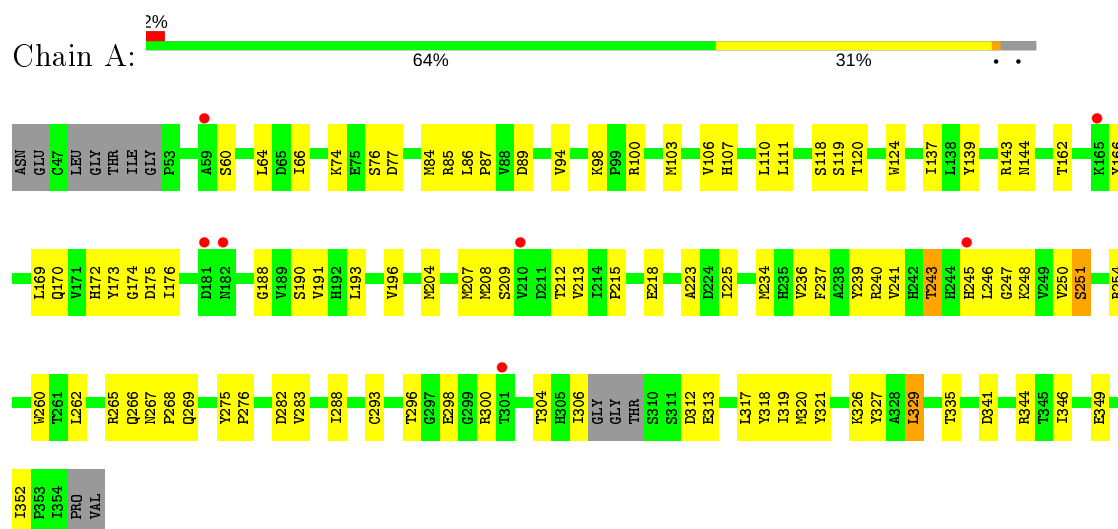 2%
Chain A:
64% 31% • •
ASN GLU C47 LEU GLY THR ILE GLY P53 A59 S60 L64 D65 I66 K74 E75 S76 D77 M84 R85 L86 P87 V88 D89 V94 K98 P99 R100 M103 V106 H107 L110 L111 S118 S119 T120 W124 I137 L138 Y139 R143 N144 T162 K165 Y166
L169 Q170 V171 H172 Y173 G174 D175 I176 D181 N182 G188 V189 S190 V191 H192 L193 V196 M204 M207 M208 S209 V210 D211 T212 V213 I214 P215 E218 A223 D224 I225 M234 H235 V236 F237 A238 Y239 R240 V241 H242 T243 H244 H245 L246 G247 K248 V249 V250 S251 R254
W260 T261 L262 R265 Q266 N267 P268 Q269 Y275 P276 D282 V283 I288 C293 T296 G297 E298 G299 R300 T301 T304 H305 I306 GLY GLY THR S310 S311 D312 E313 L317 Y318 I319 M320 Y321 K326 Y327 A328 L329 T335 D341 R344 T345 I346 E349
I352 P353 I354 PRO VAL